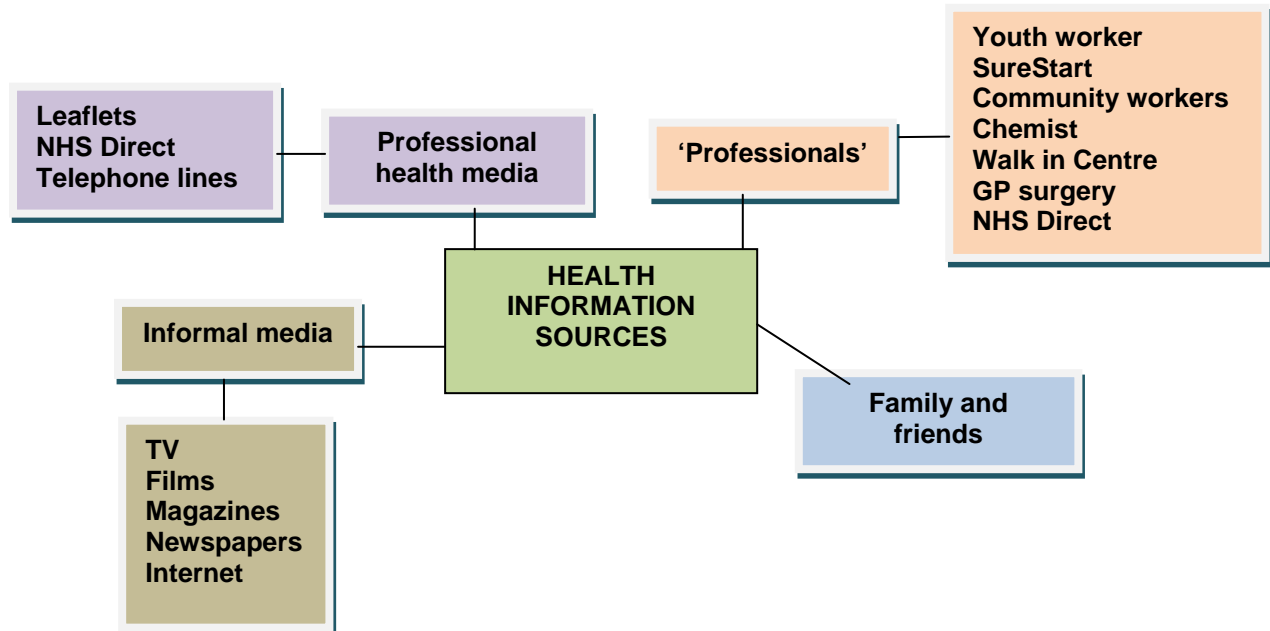 Leaflets
NHS Direct
Telephone lines
Professional
health media
‘Professionals’
Youth worker
SureStart
Community workers
Chemist
Walk in Centre
GP surgery
NHS Direct
HEALTH
INFORMATION
SOURCES
Informal media
TV
Films
Magazines
Newspapers
Internet
Family and
friends